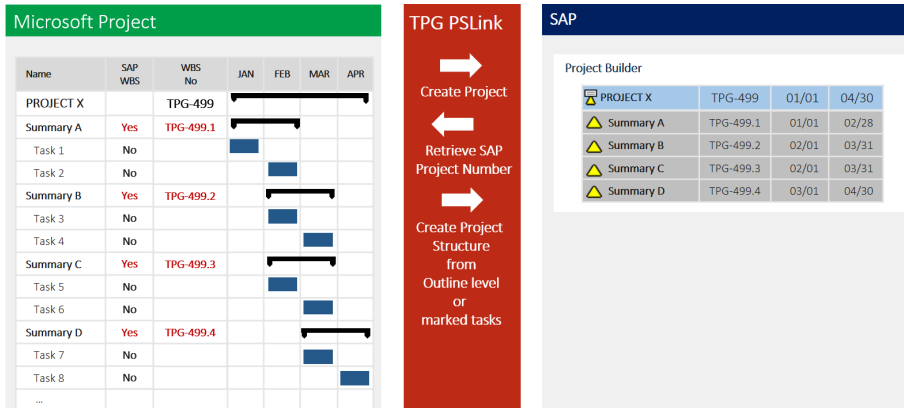 Microsoft Project
Name SAP WBS WBS No JAN FEB MAR APR
PROJECT X TPG-499
Summary A Yes TPG-499.1
Task 1 No
Task 2 No
Summary B Yes TPG-499.2
Task 3 No
Task 4 No
Summary C Yes TPG-499.3
Task 5 No
Task 6 No
Summary D Yes TPG-499.4
Task 7 No
Task 8 No
...
TPG PSLink
Create Project
Retrieve SAP
Project Number
Create Project
Structure
from
Outline level
or
marked tasks
SAP
Project Builder
PROJECT X TPG-499 01/01 04/30
Summary A TPG-499.1 01/01 02/28
Summary B TPG-499.2 02/01 03/31
Summary C TPG-499.3 02/01 03/31
Summary D TPG-499.4 03/01 04/30